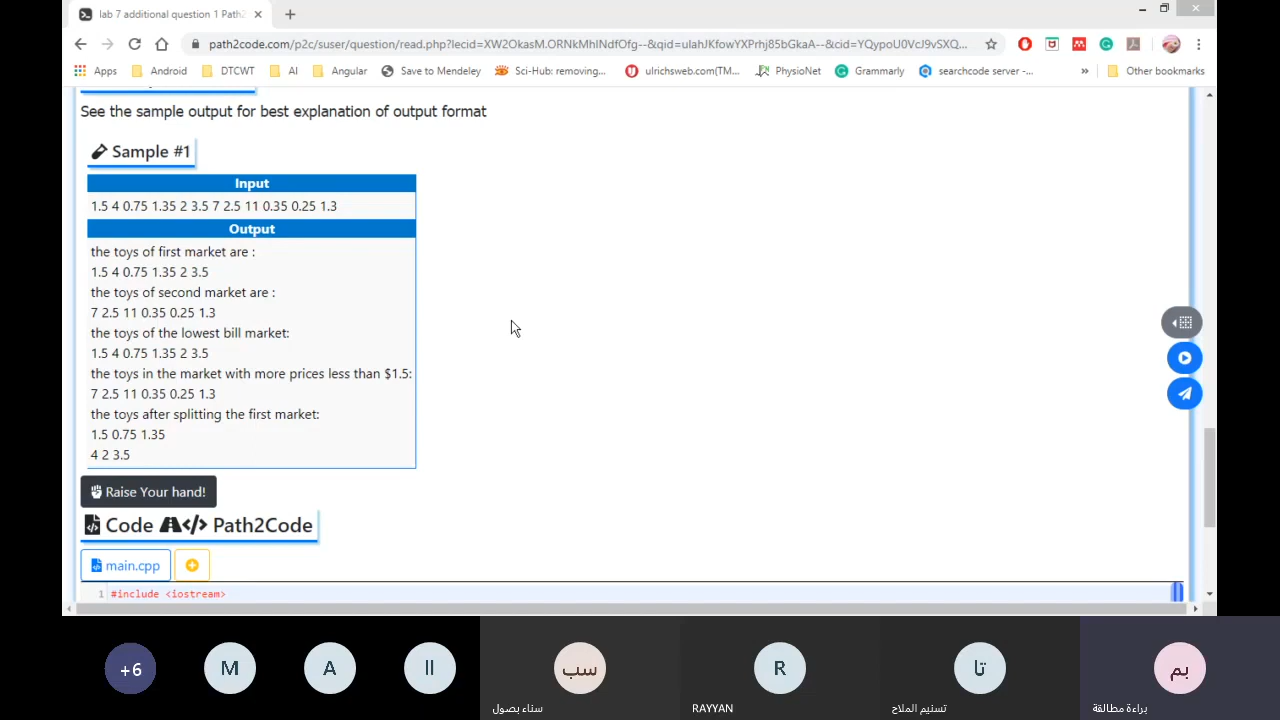 lab 7 additional question 1 Path2
path2code.com/p2c/suser/question/read.php?lecid=XW2OkasM.ORNkMhINdfOfg--&qid=ulahJKfowYXPrhj85bGkaA--&cid=YQypoU0VcJ9vSXQ...
Apps Android DTCWT AI Angular Save to Mendeley Sci-Hub: removing... ulrichsweb.com(TM... PhysioNet Grammarly searchcode server -... » Other bookmarks
See the sample output for best explanation of output format
Sample #1
Input
1.5 4 0.75 1.35 2 3.5 7 2.5 11 0.35 0.25 1.3
Output
the toys of first market are :
1.5 4 0.75 1.35 2 3.5
the toys of second market are :
7 2.5 11 0.35 0.25 1.3
the toys of the lowest bill market:
1.5 4 0.75 1.35 2 3.5
the toys in the market with more prices less than $1.5:
7 2.5 11 0.35 0.25 1.3
the toys after splitting the first market:
1.5 0.75 1.35
4 2 3.5
Raise Your hand!
Code </> Path2Code
main.cpp
1 #include <iostream>
+6 M A اا سب R تا بم
سناء بصول RAYYAN تسنيم الملاح براءة مطالقة